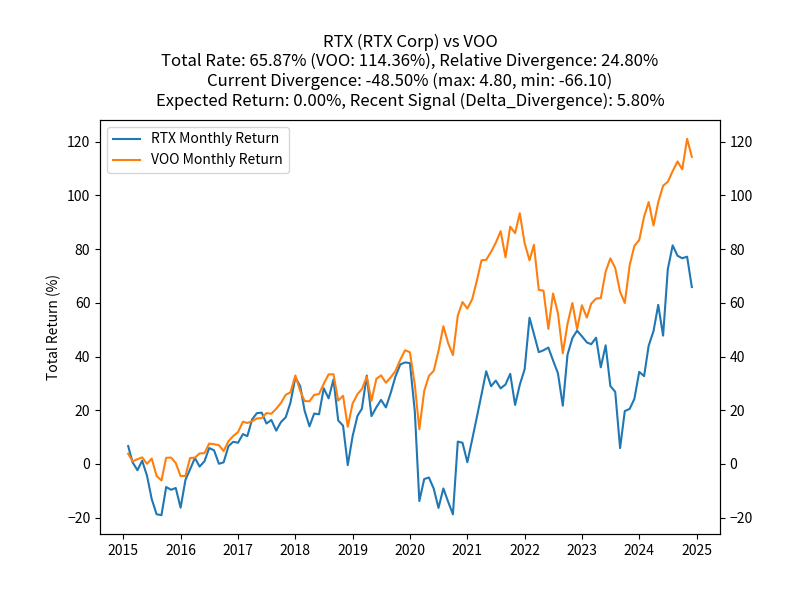 RTX (RTX Corp) vs VOO
Total Rate: 65.87% (VOO: 114.36%), Relative Divergence: 24.80%
Current Divergence: -48.50% (max: 4.80, min: -66.10)
Expected Return: 0.00%, Recent Signal (Delta_Divergence): 5.80%
RTX Monthly Return
VOO Monthly Return
Total Return (%)
120
100
80
60
40
20
0
−20
120
100
80
60
40
20
0
−20
2015 2016 2017 2018 2019 2020 2021 2022 2023 2024 2025